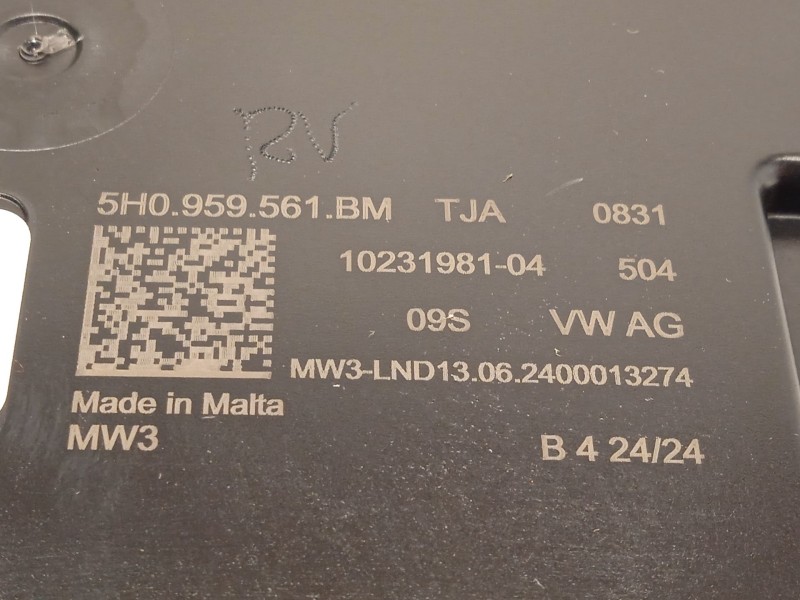 RV
5H0.959.561.BM TJA 0831
10231981-04 504
09S VW AG
MW3-LND13.06.2400013274
Made in Malta
MW3 B 4 24/24